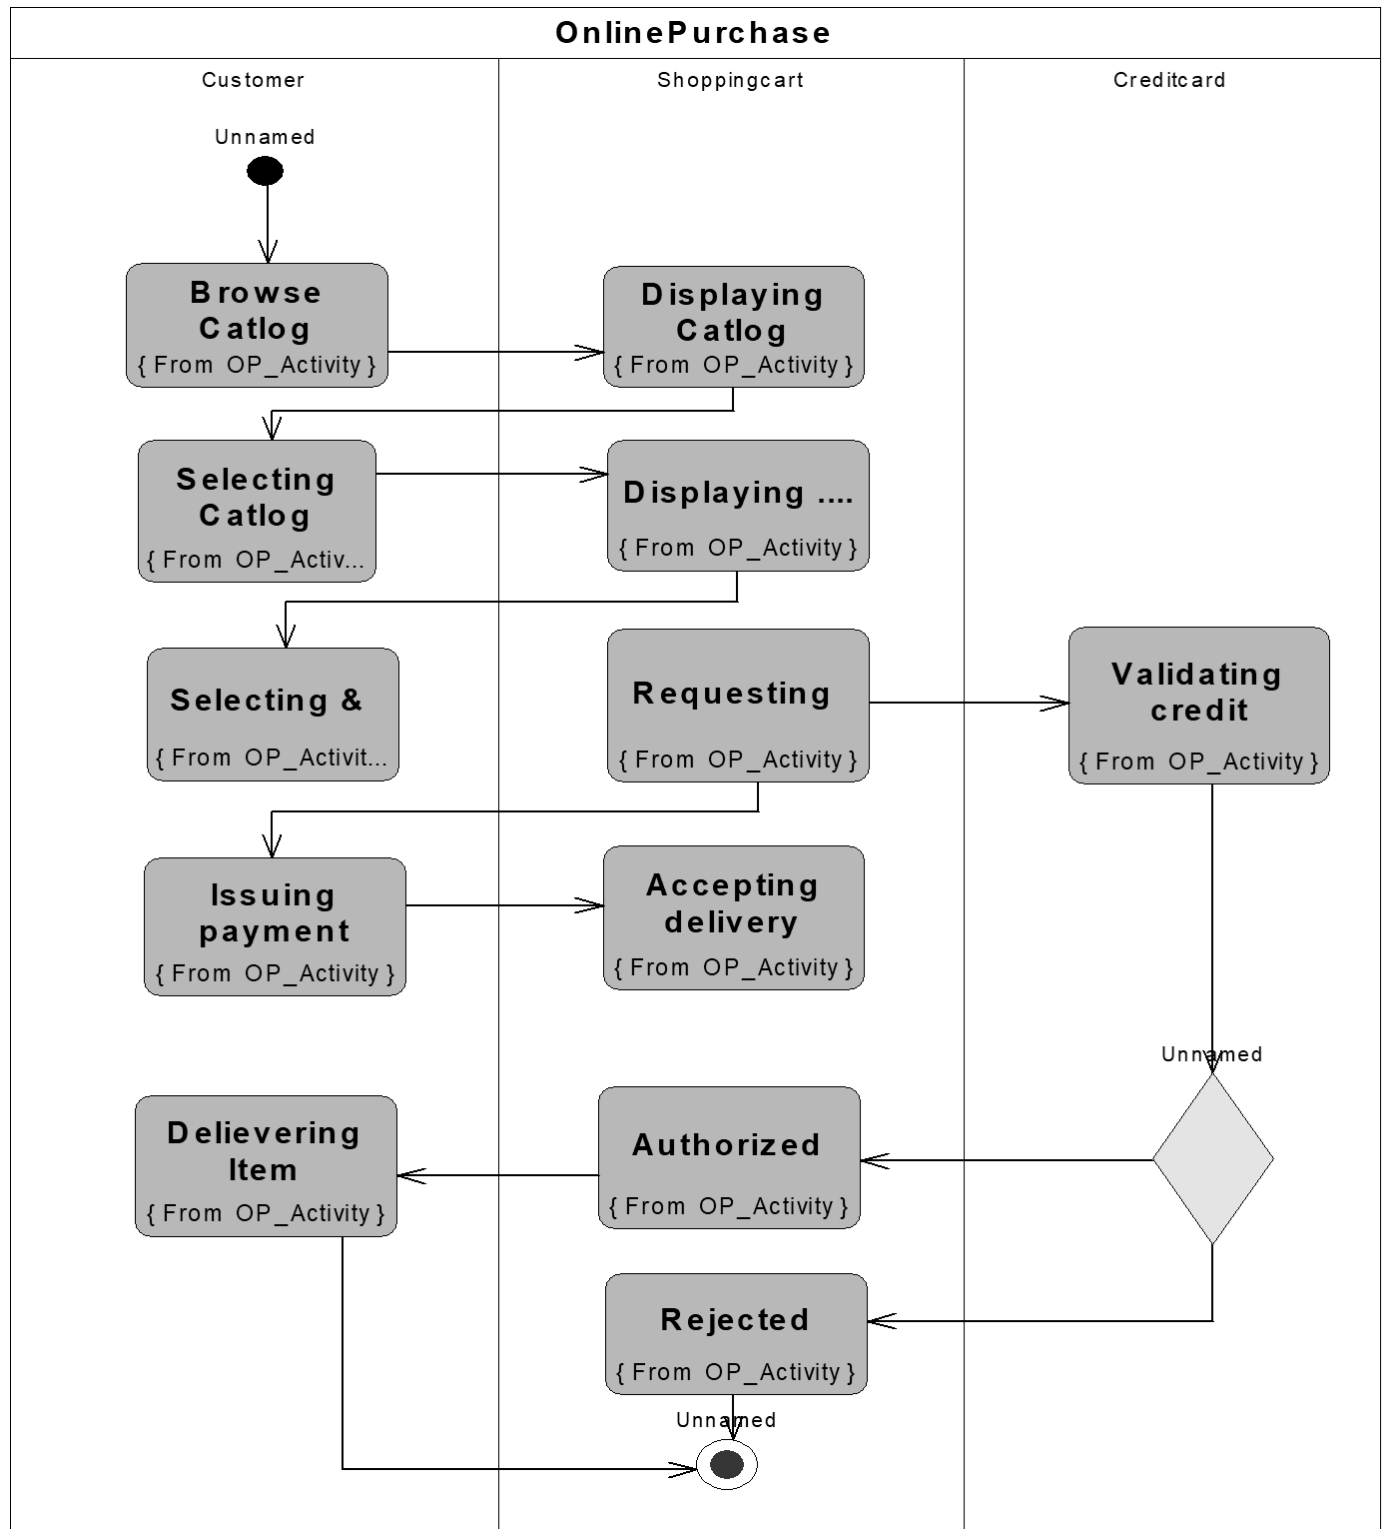 OnlinePurchase
Customer
Shoppingcart
Creditcard
Unnamed
Browse
Catlog
{ From OP_Activity }
Displaying
Catlog
{ From OP_Activity }
Selecting
Catlog
{ From OP_Activ...
Displaying ....
{ From OP_Activity }
Selecting &
{ From OP_Activit...
Requesting
{ From OP_Activity }
Validating
credit
{ From OP_Activity }
Issuing
payment
{ From OP_Activity }
Accepting
delivery
{ From OP_Activity }
Unnamed
Delievering
Item
{ From OP_Activity }
Authorized
{ From OP_Activity }
Rejected
{ From OP_Activity }
Unnamed